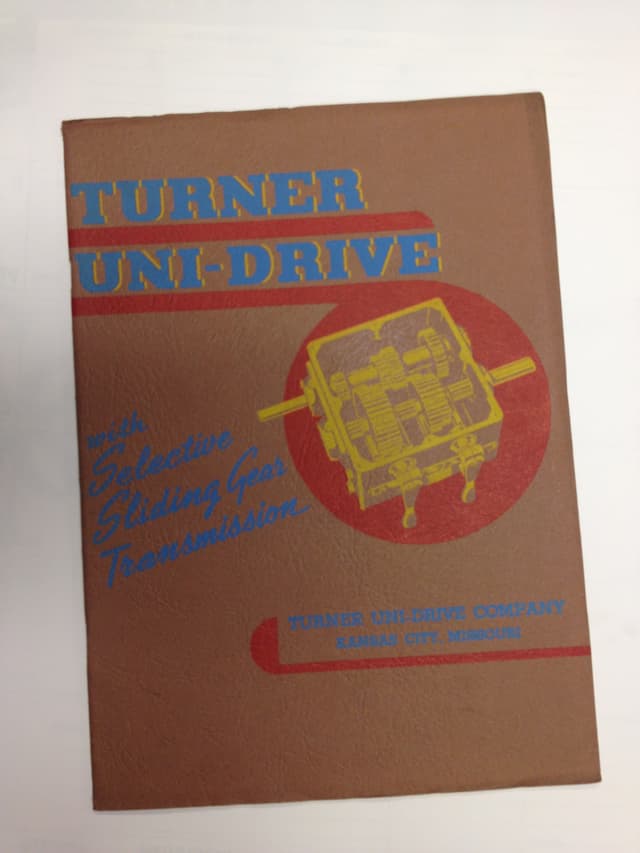 TURNER
UNI-DRIVE
with
Selective
Sliding Gear
Transmission
TURNER UNI-DRIVE COMPANY
KANSAS CITY, MISSOURI